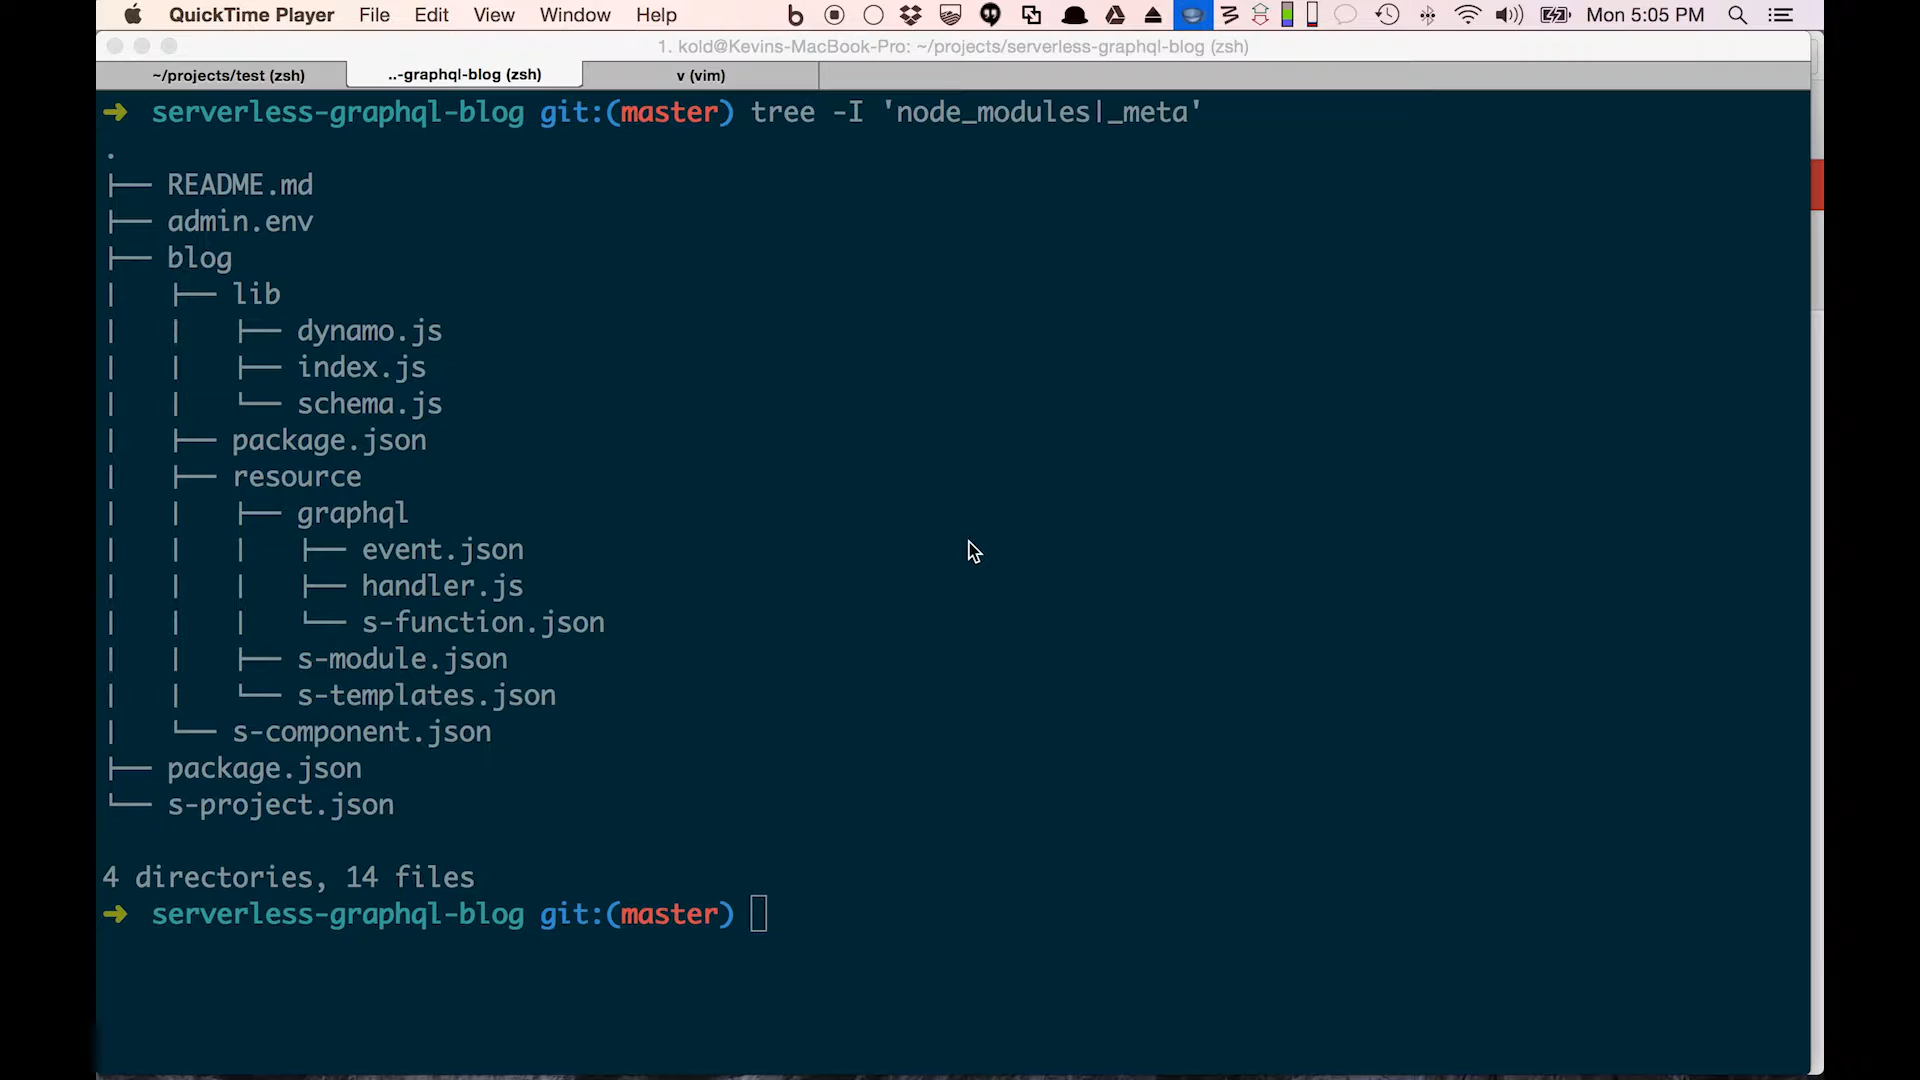 QuickTime Player File Edit View Window Help Mon 5:05 PM
1. kold@Kevins-MacBook-Pro: ~/projects/serverless-graphql-blog (zsh)
~/projects/test (zsh) ..-graphql-blog (zsh) v (vim)
➜ serverless-graphql-blog git:(master) tree -I 'node_modules|_meta'
.
├── README.md
├── admin.env
├── blog
│   ├── lib
│   │   ├── dynamo.js
│   │   ├── index.js
│   │   └── schema.js
│   ├── package.json
│   ├── resource
│   │   ├── graphql
│   │   │   ├── event.json
│   │   │   ├── handler.js
│   │   │   └── s-function.json
│   │   ├── s-module.json
│   │   └── s-templates.json
│   └── s-component.json
├── package.json
└── s-project.json
4 directories, 14 files
➜ serverless-graphql-blog git:(master)